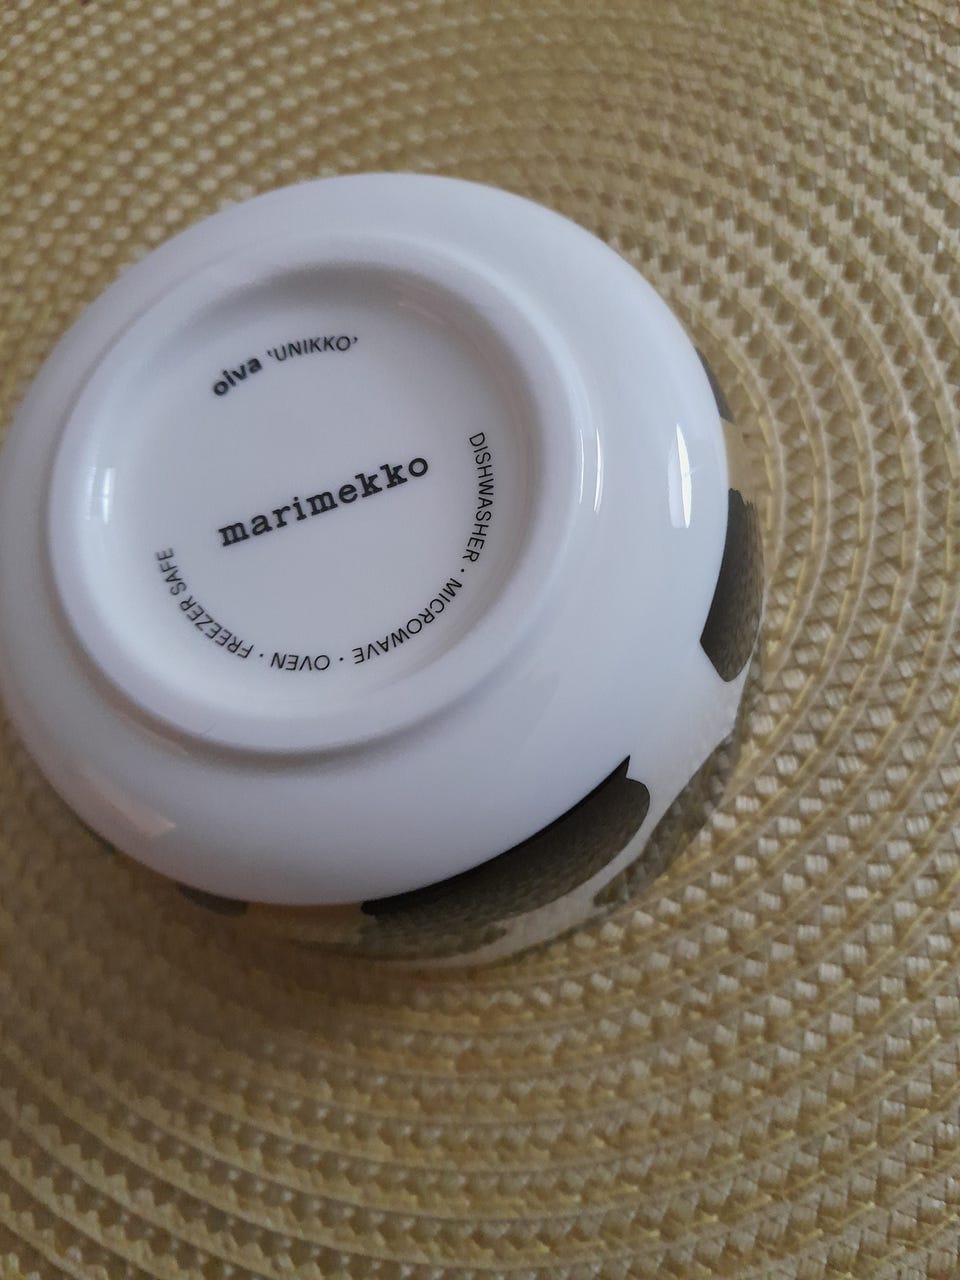 oiva 'UNIKKO'
marimekko
DISHWASHER · MICROWAVE · OVEN · FREEZER SAFE